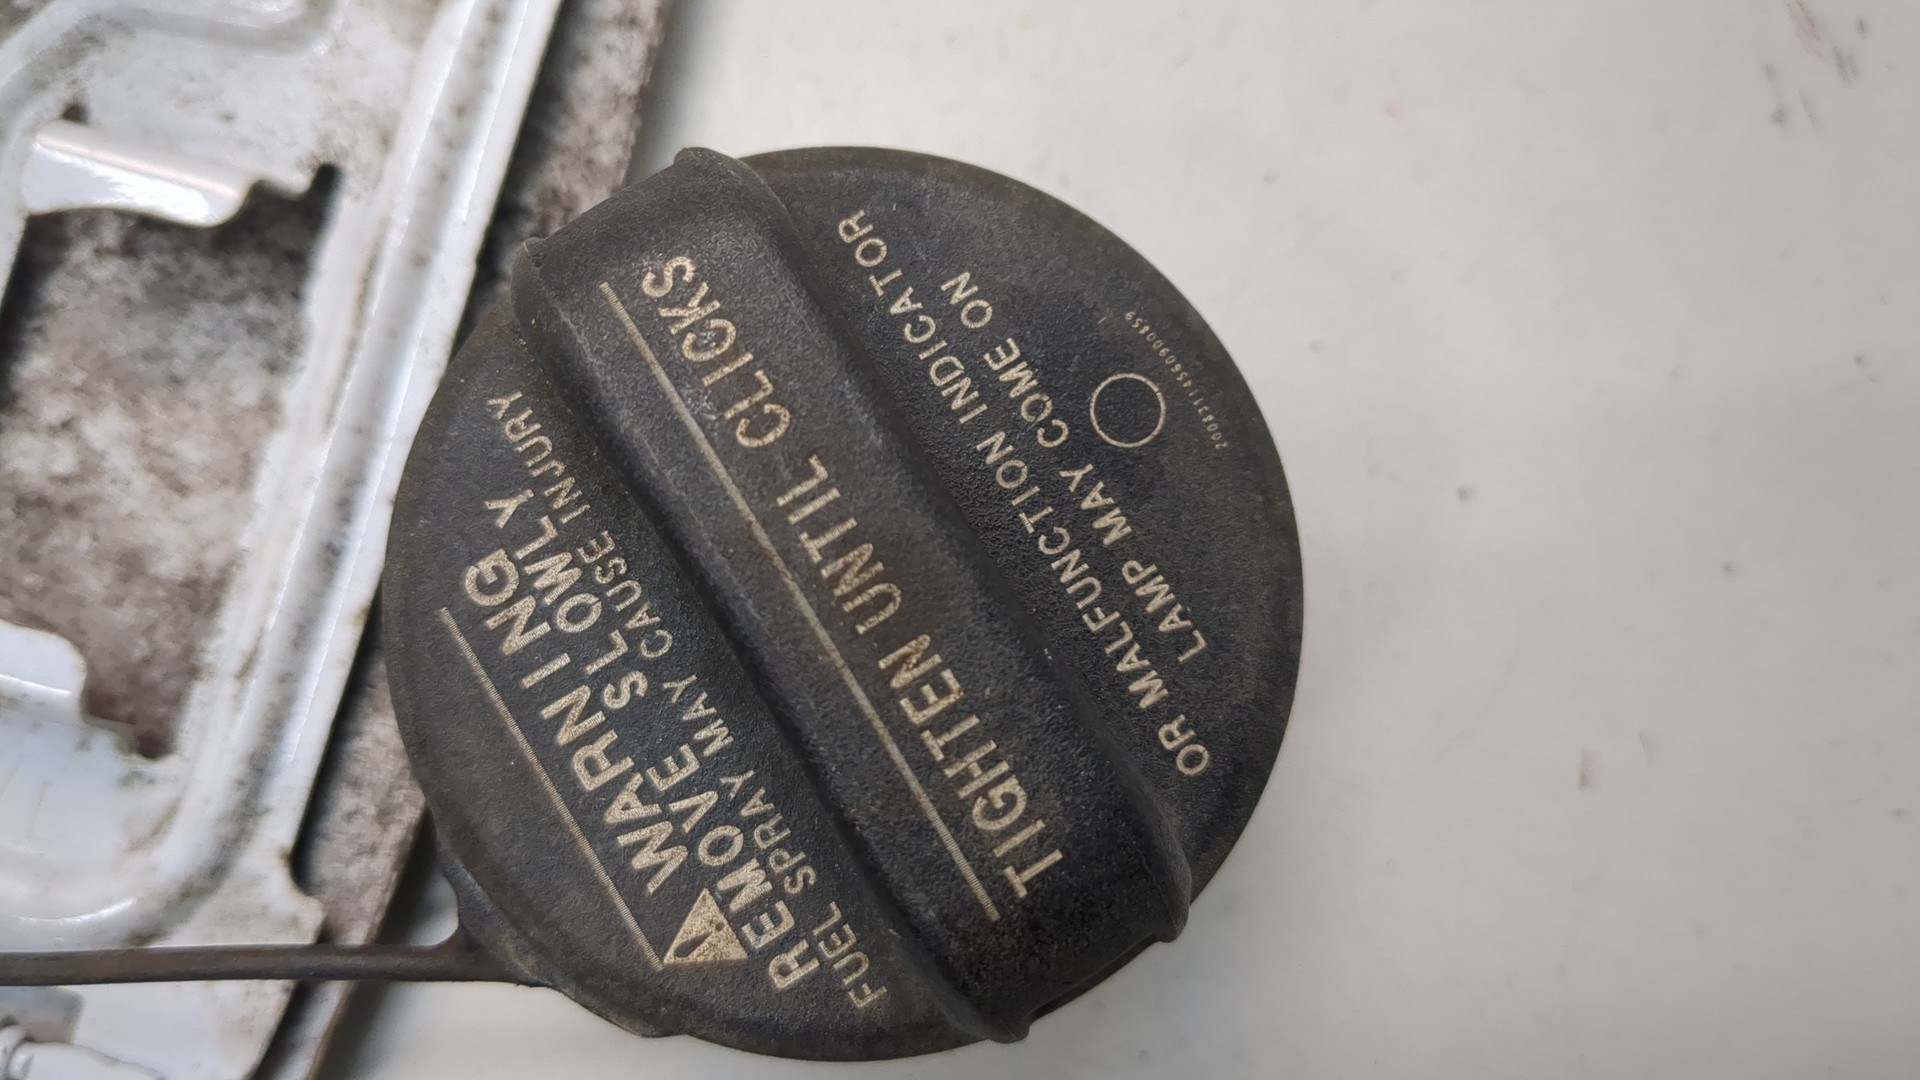 ⚠ WARNING
REMOVE SLOWLY
FUEL SPRAY MAY CAUSE INJURY
TIGHTEN UNTIL CLICKS
OR MALFUNCTION INDICATOR
LAMP MAY COME ON